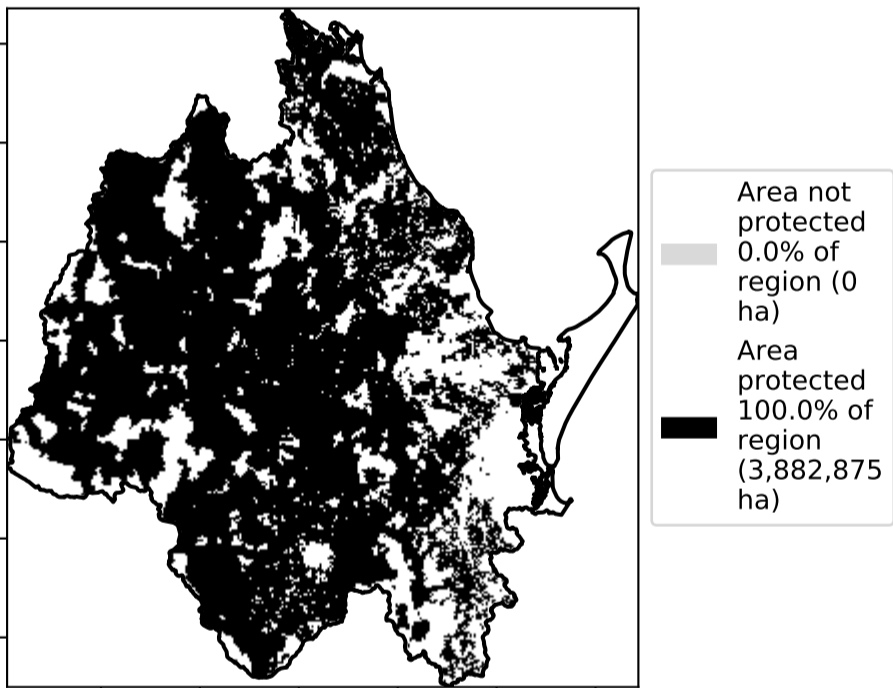 Area not
protected
0.0% of
region (0
ha)
Area
protected
100.0% of
region
(3,882,875
ha)